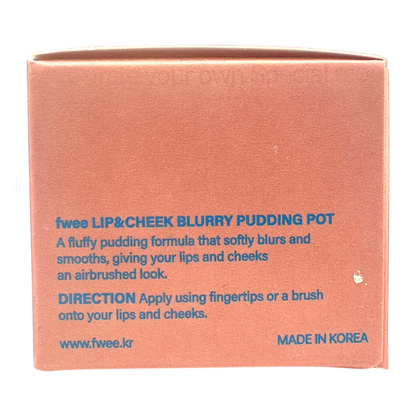 fwee LIP&CHEEK BLURRY PUDDING POT
A fluffy pudding formula that softly blurs and
smooths, giving your lips and cheeks
an airbrushed look.
DIRECTION Apply using fingertips or a brush
onto your lips and cheeks.
www.fwee.kr MADE IN KOREA